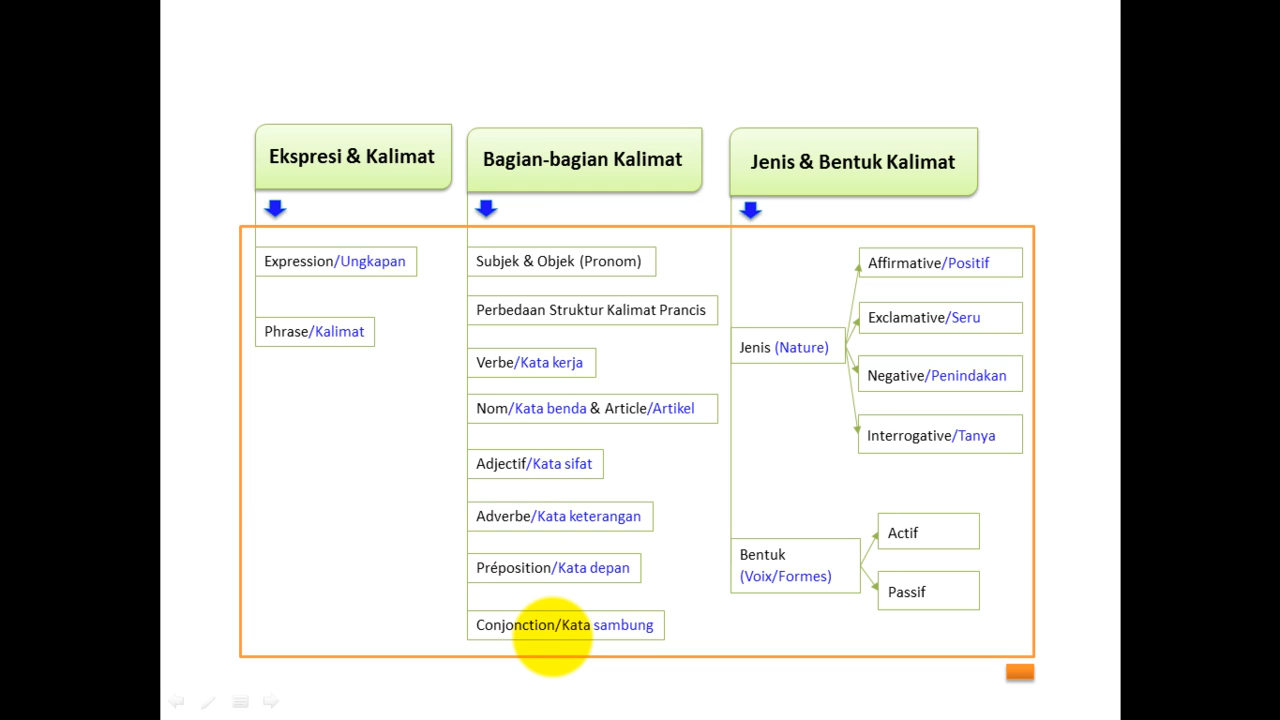 Ekspresi & Kalimat
Expression/Ungkapan
Phrase/Kalimat
Bagian-bagian Kalimat
Subjek & Objek (Pronom)
Perbedaan Struktur Kalimat Prancis
Verbe/Kata kerja
Nom/Kata benda & Article/Artikel
Adjectif/Kata sifat
Adverbe/Kata keterangan
Préposition/Kata depan
Conjonction/Kata sambung
Jenis & Bentuk Kalimat
Jenis (Nature)
Affirmative/Positif
Exclamative/Seru
Negative/Penindakan
Interrogative/Tanya
Bentuk
(Voix/Formes)
Actif
Passif